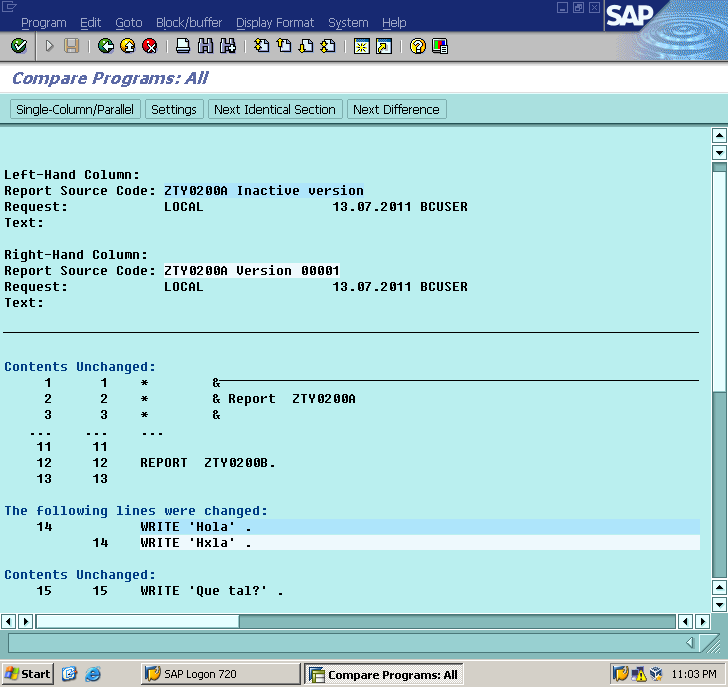 Program Edit Goto Block/buffer Display Format System Help
SAP
Compare Programs: All
Single-Column/Parallel Settings Next Identical Section Next Difference
Left-Hand Column:
Report Source Code: ZTY0200A Inactive version
Request: LOCAL 13.07.2011 BCUSER
Text:
Right-Hand Column:
Report Source Code: ZTY0200A Version 00001
Request: LOCAL 13.07.2011 BCUSER
Text:
Contents Unchanged:
1 1 * &
2 2 * & Report ZTY0200A
3 3 * &
--- --- ---
11 11
12 12 REPORT ZTY0200B.
13 13
The following lines were changed:
14 WRITE 'Hola' .
14 WRITE 'Hxla' .
Contents Unchanged:
15 15 WRITE 'Que tal?' .
Start SAP Logon 720 Compare Programs: All 11:03 PM